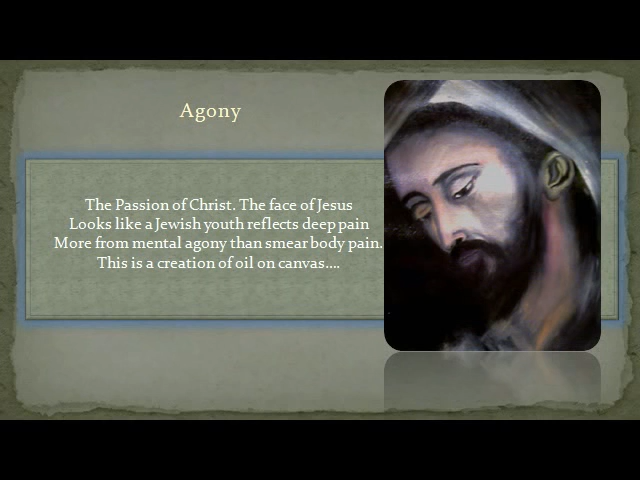 Agony
The Passion of Christ. The face of Jesus
Looks like a Jewish youth reflects deep pain
More from mental agony than smear body pain.
This is a creation of oil on canvas....